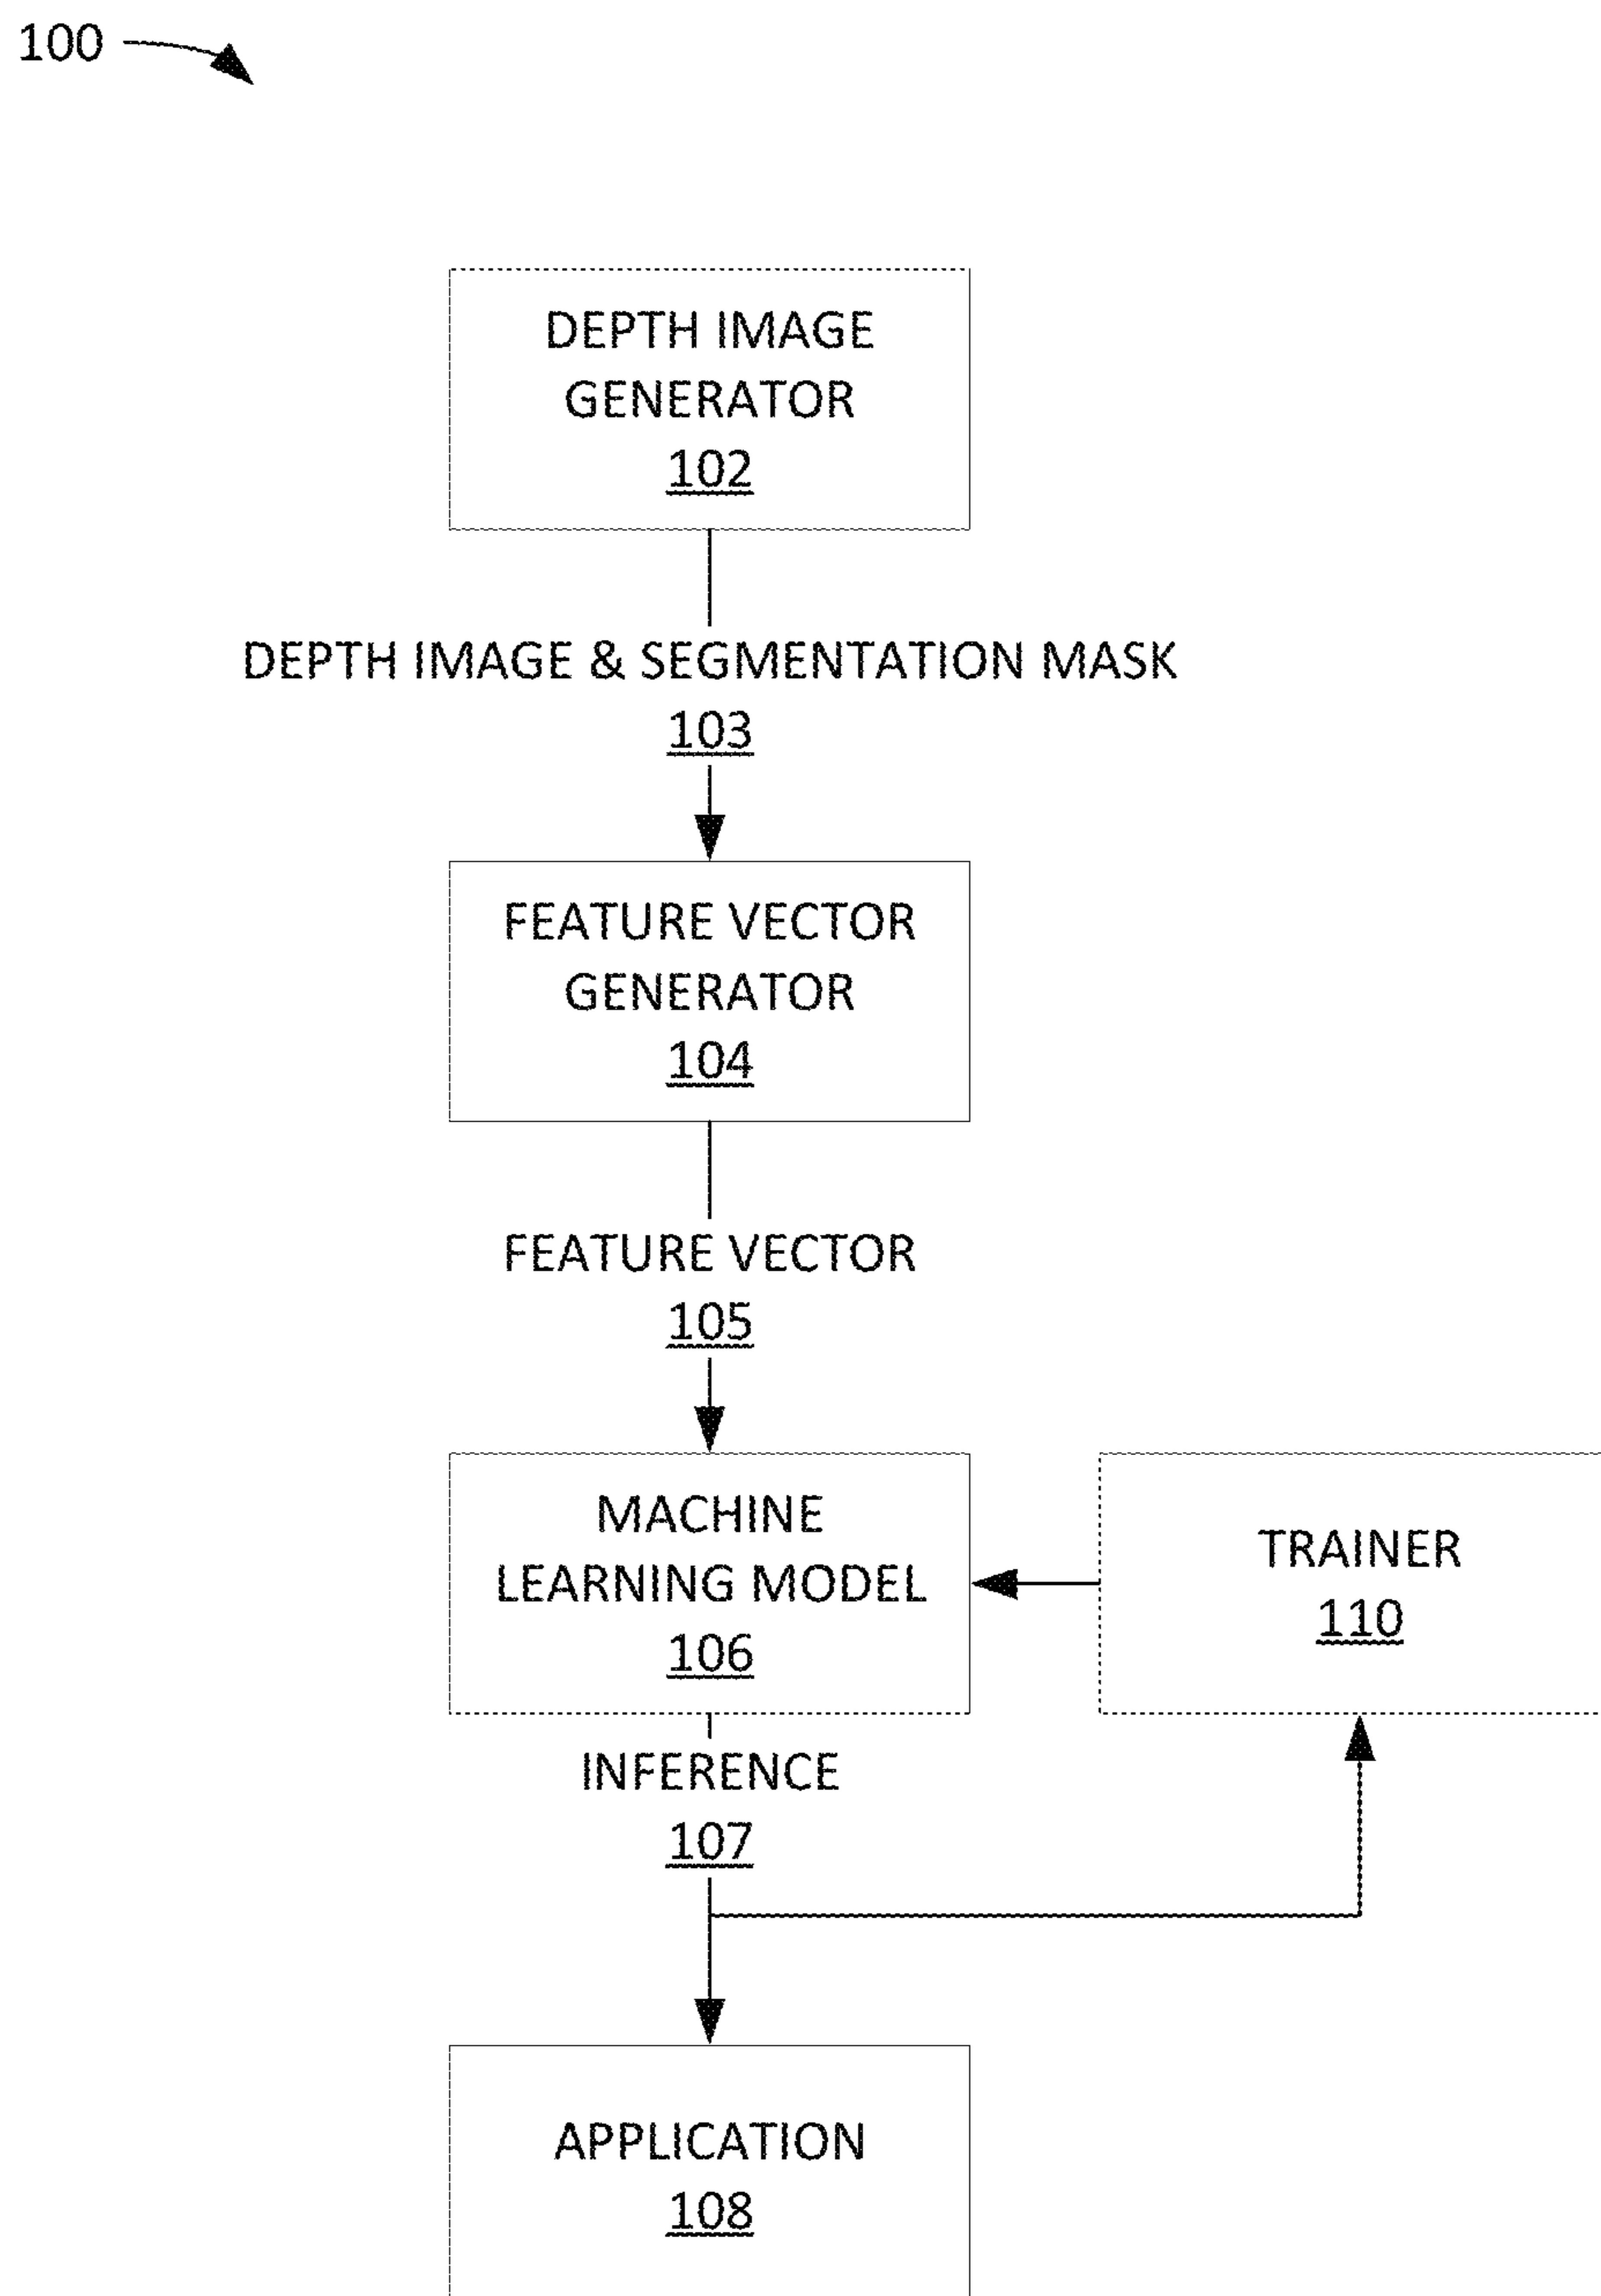 100
DEPTH IMAGE
GENERATOR
102
DEPTH IMAGE & SEGMENTATION MASK
103
FEATURE VECTOR
GENERATOR
104
FEATURE VECTOR
105
MACHINE
LEARNING MODEL
106
TRAINER
110
INFERENCE
107
APPLICATION
108